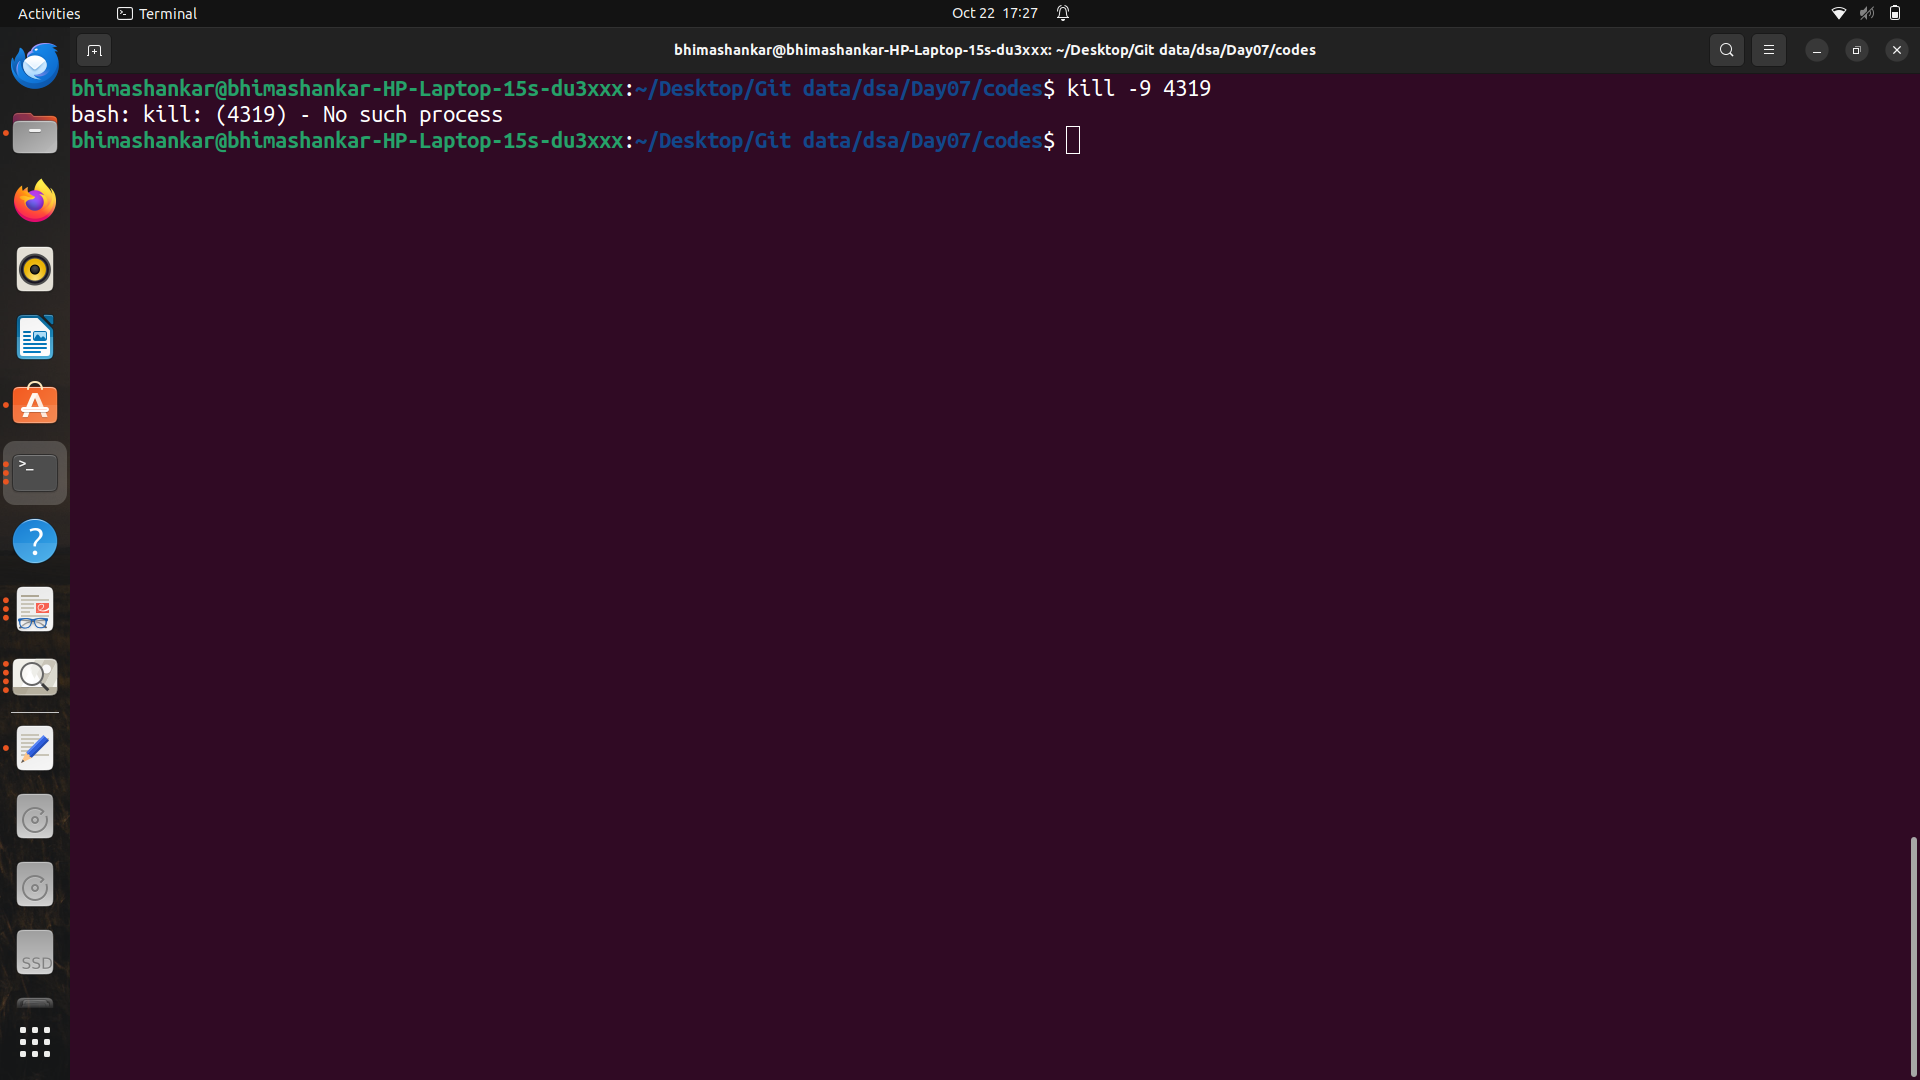 Activities
Terminal
Oct 22 17:27
bhimashankar@bhimashankar-HP-Laptop-15s-du3xxx: ~/Desktop/Git data/dsa/Day07/codes
bhimashankar@bhimashankar-HP-Laptop-15s-du3xxx:~/Desktop/Git data/dsa/Day07/codes$ kill -9 4319
bash: kill: (4319) - No such process
bhimashankar@bhimashankar-HP-Laptop-15s-du3xxx:~/Desktop/Git data/dsa/Day07/codes$
>_
?
SSD